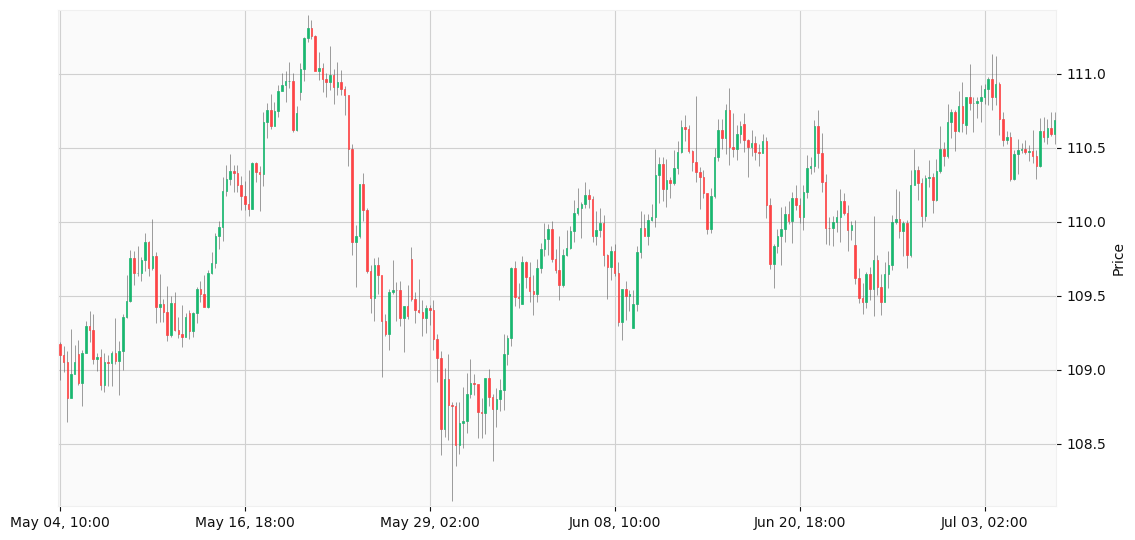 111.0
110.5
110.0
109.5
109.0
108.5
Price
May 04, 10:00
May 16, 18:00
May 29, 02:00
Jun 08, 10:00
Jun 20, 18:00
Jul 03, 02:00